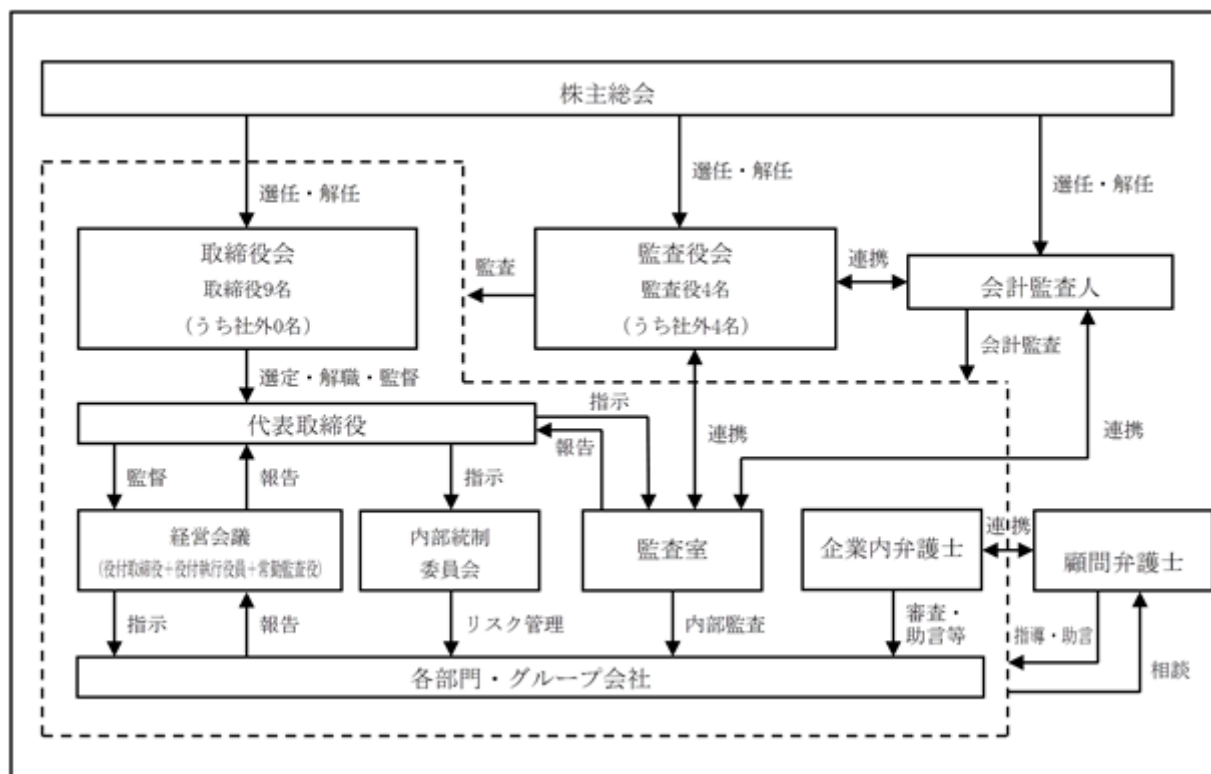 株主総会
選任・解任
選任・解任
選任・解任
取締役会
取締役9名
（うち社外0名）
監査
監査役会
監査役4名
（うち社外4名）
連携
会計監査人
会計監査
選定・解職・監督
代表取締役
指示
報告
連携
連携
監督
報告
指示
経営会議
(役付取締役＋役付執行役員＋常勤監査役)
内部統制
委員会
監査室
企業内弁護士
連携
顧問弁護士
指示
報告
リスク管理
内部監査
審査・
助言等
指導・助言
相談
各部門・グループ会社